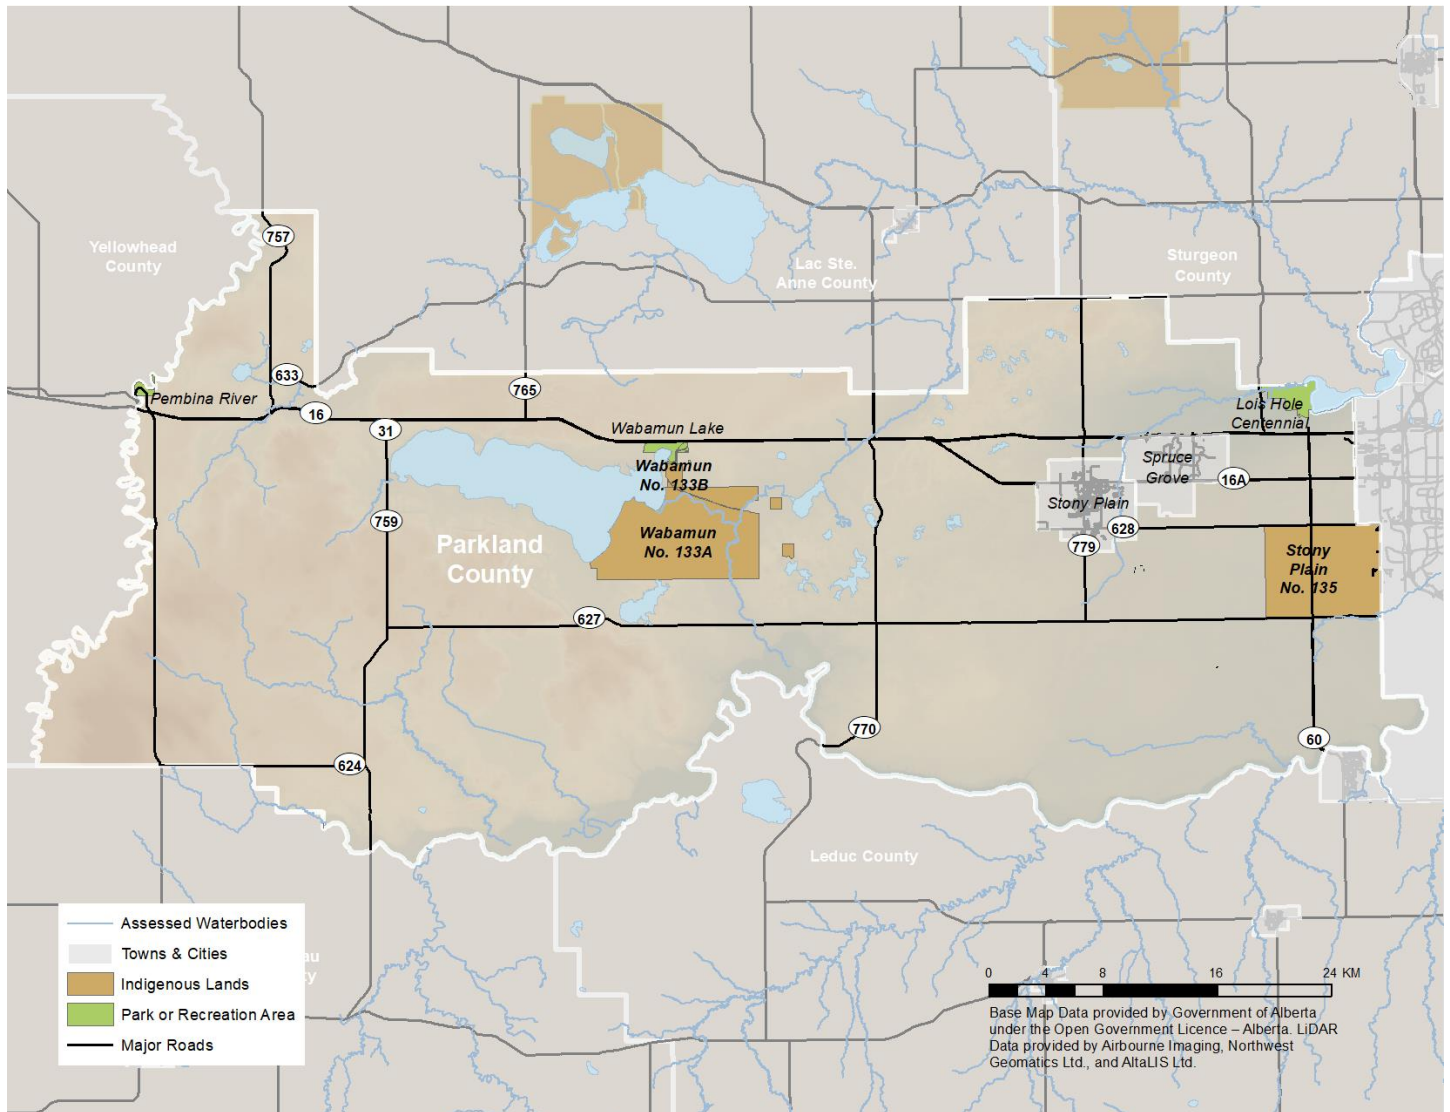 Yellowhead
County
757
Lac Ste.
Anne County
Sturgeon
County
633
Pembina River
16
765
31
Wabamun Lake
Lois Hole
Centennial
Wabamun
No. 133B
Spruce
Grove
16A
Stony Plain
759
Parkland
County
Wabamun
No. 133A
628
779
Stony
Plain
No. 135
627
770
60
624
Leduc County
Assessed Waterbodies
Towns & Cities
Indigenous Lands
Park or Recreation Area
Major Roads
0 4 8 16 24 KM
Base Map Data provided by Government of Alberta
under the Open Government Licence – Alberta. LiDAR
Data provided by Airbourne Imaging, Northwest
Geomatics Ltd., and AltaLIS Ltd.